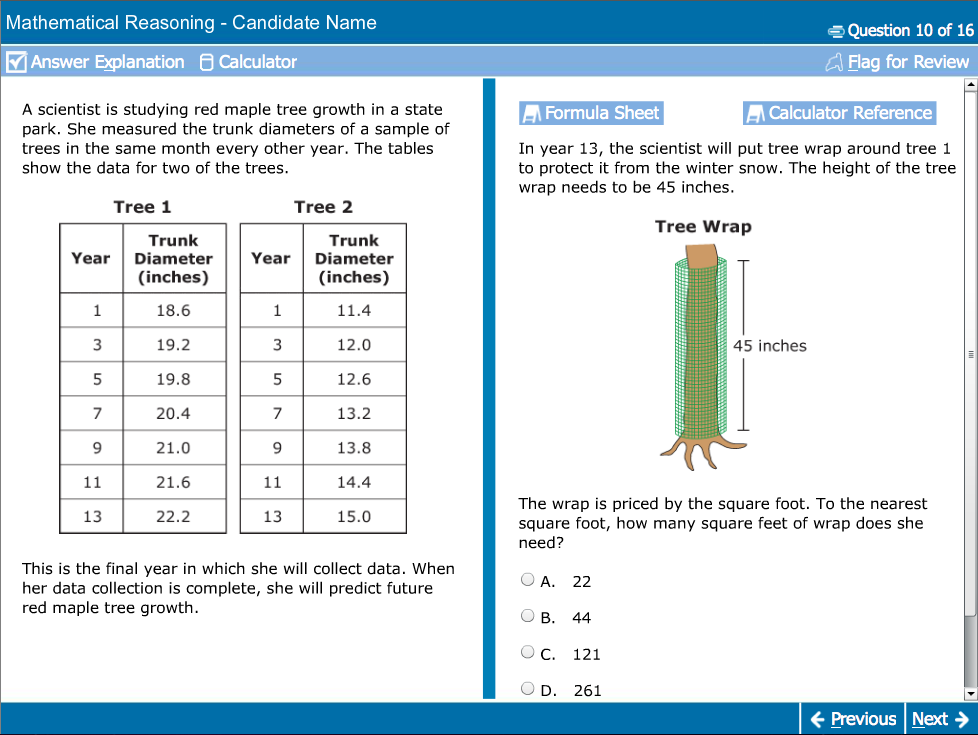 Mathematical Reasoning - Candidate Name
Question 10 of 16
Answer Explanation
Calculator
Flag for Review
A scientist is studying red maple tree growth in a state
park. She measured the trunk diameters of a sample of
trees in the same month every other year. The tables
show the data for two of the trees.
Tree 1
Year Trunk Diameter (inches)
1 18.6
3 19.2
5 19.8
7 20.4
9 21.0
11 21.6
13 22.2
Tree 2
Year Trunk Diameter (inches)
1 11.4
3 12.0
5 12.6
7 13.2
9 13.8
11 14.4
13 15.0
This is the final year in which she will collect data. When
her data collection is complete, she will predict future
red maple tree growth.
Formula Sheet
Calculator Reference
In year 13, the scientist will put tree wrap around tree 1
to protect it from the winter snow. The height of the tree
wrap needs to be 45 inches.
Tree Wrap
45 inches
The wrap is priced by the square foot. To the nearest
square foot, how many square feet of wrap does she
need?
A. 22
B. 44
C. 121
D. 261
Previous
Next